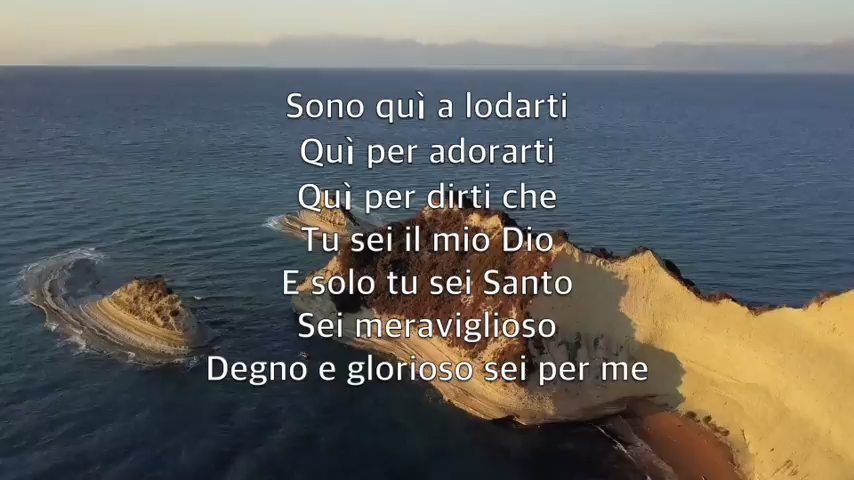 Sono quì a lodarti
Quì per adorarti
Quì per dirti che
Tu sei il mio Dio
E solo tu sei Santo
Sei meraviglioso
Degno e glorioso sei per me